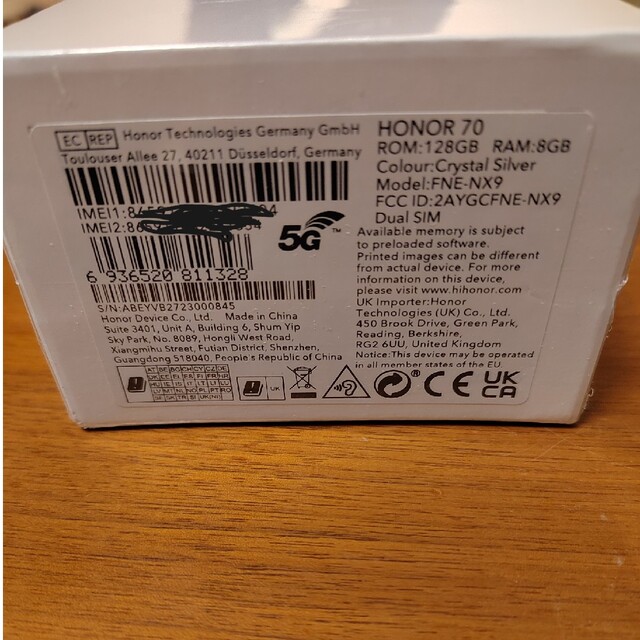 EC REP Honor Technologies Germany GmbH
Toulouser Allee 27, 40211 Düsseldorf, Germany
IMEI1:
IMEI2:
5G™
6 936520 811328
S/N:ABEYVB2723000845
Honor Device Co., Ltd. Made in China
Suite 3401, Unit A, Building 6, Shum Yip
Sky Park, No. 8089, Hongli West Road,
Xiangmihu Street, Futian District, Shenzhen,
Guangdong 518040, People's Republic of China
HONOR 70
ROM:128GB RAM:8GB
Colour:Crystal Silver
Model:FNE-NX9
FCC ID:2AYGCFNE-NX9
Dual SIM
Available memory is subject
to preloaded software.
Printed images can be different
from actual device. For more
information on this device,
please visit www.hihonor.com
UK Importer:Honor
Technologies (UK) Co., Ltd.
450 Brook Drive, Green Park,
Reading, Berkshire,
RG2 6UU, United Kingdom
Notice:This device may be operated
in all member states of the EU.
UK
CE
UK
CA